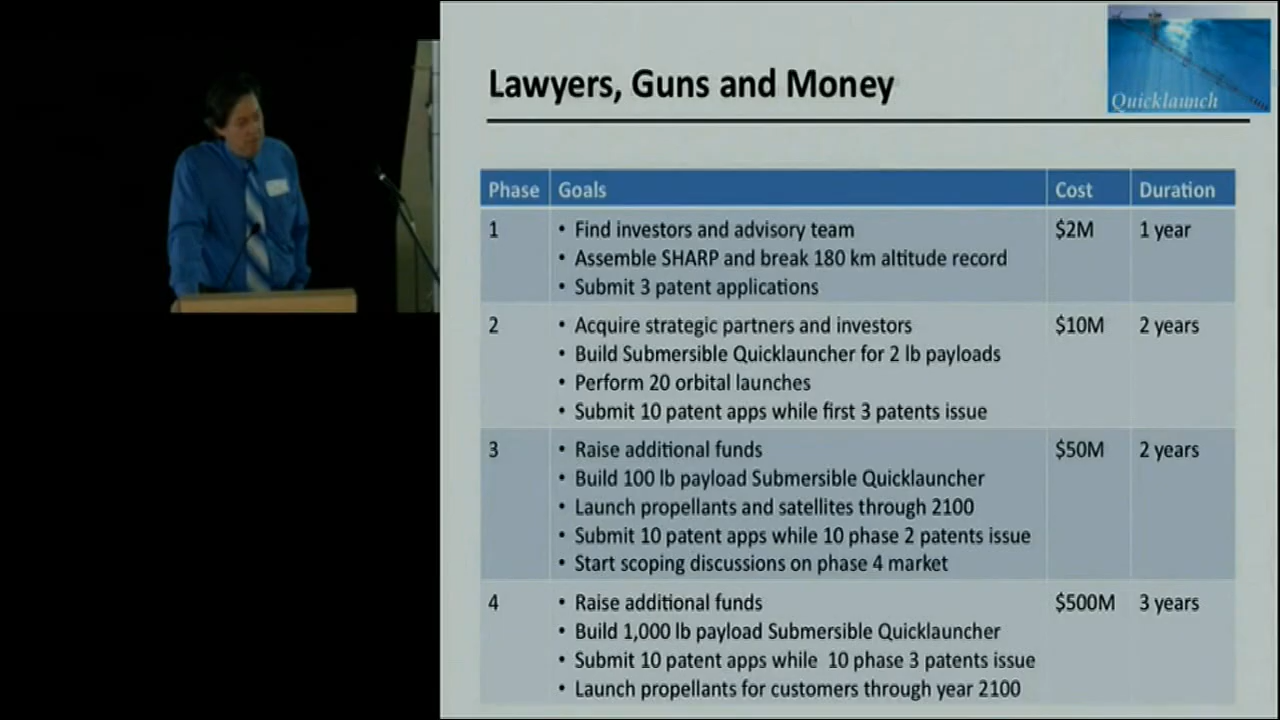 Lawyers, Guns and Money
Quicklaunch
Phase Goals Cost Duration
1 • Find investors and advisory team $2M 1 year
• Assemble SHARP and break 180 km altitude record
• Submit 3 patent applications
2 • Acquire strategic partners and investors $10M 2 years
• Build Submersible Quicklauncher for 2 lb payloads
• Perform 20 orbital launches
• Submit 10 patent apps while first 3 patents issue
3 • Raise additional funds $50M 2 years
• Build 100 lb payload Submersible Quicklauncher
• Launch propellants and satellites through 2100
• Submit 10 patent apps while 10 phase 2 patents issue
• Start scoping discussions on phase 4 market
4 • Raise additional funds $500M 3 years
• Build 1,000 lb payload Submersible Quicklauncher
• Submit 10 patent apps while 10 phase 3 patents issue
• Launch propellants for customers through year 2100